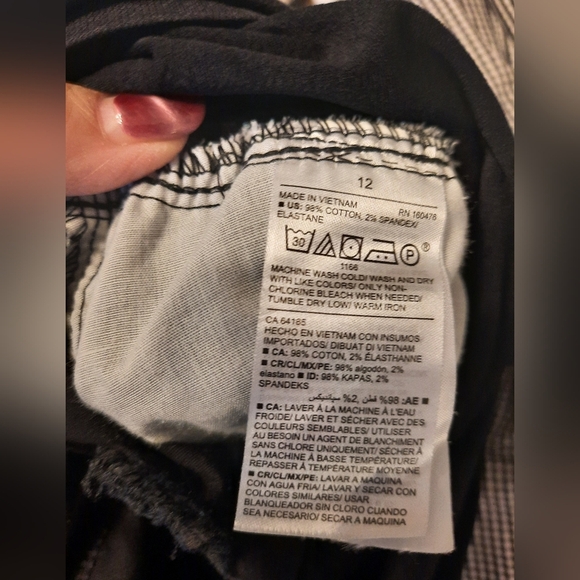 12
MADE IN VIETNAM RN 160476
■ US: 98% COTTON, 2% SPANDEX/
ELASTANE
30 P ®
1166
MACHINE WASH COLD/ WASH AND DRY
WITH LIKE COLORS/ ONLY NON-
CHLORINE BLEACH WHEN NEEDED/
TUMBLE DRY LOW/ WARM IRON
CA 64165
HECHO EN VIETNAM CON INSUMOS
IMPORTADOS/ DIBUAT DI VIETNAM
■ CA: 98% COTON, 2% ÉLASTHANNE
■ CR/CL/MX/PE: 98% algodón, 2%
elastano ■ ID: 98% KAPAS, 2%
SPANDEKS
■ AE: 98% قطن, 2% سباندیکس
■ CA: LAVER À LA MACHINE À L'EAU
FROIDE/ LAVER ET SÉCHER AVEC DES
COULEURS SEMBLABLES/ UTILISER
AU BESOIN UN AGENT DE BLANCHIMENT
SANS CHLORE UNIQUEMENT/ SÉCHER À
LA MACHINE À BASSE TEMPÉRATURE/
REPASSER À TEMPÉRATURE MOYENNE
■ CR/CL/MX/PE: LAVAR A MAQUINA
CON AGUA FRIA/ LAVAR Y SECAR CON
COLORES SIMILARES/ USAR
BLANQUEADOR SIN CLORO CUANDO
SEA NECESARIO/ SECAR A MAQUINA